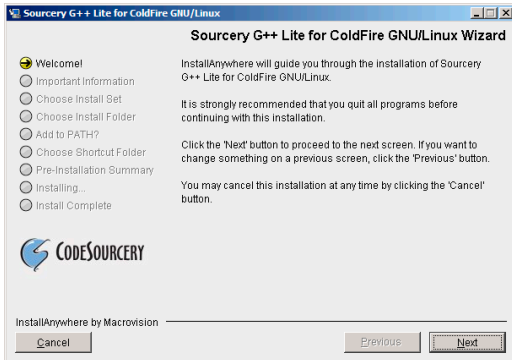 Sourcery G++ Lite for ColdFire GNU/Linux
Sourcery G++ Lite for ColdFire GNU/Linux Wizard
Welcome!
Important Information
Choose Install Set
Choose Install Folder
Add to PATH?
Choose Shortcut Folder
Pre-Installation Summary
Installing...
Install Complete
InstallAnywhere will guide you through the installation of Sourcery
G++ Lite for ColdFire GNU/Linux.
It is strongly recommended that you quit all programs before
continuing with this installation.
Click the 'Next' button to proceed to the next screen. If you want to
change something on a previous screen, click the 'Previous' button.
You may cancel this installation at any time by clicking the 'Cancel'
button.
CODESOURCERY
InstallAnywhere by Macrovision
Cancel
Previous
Next